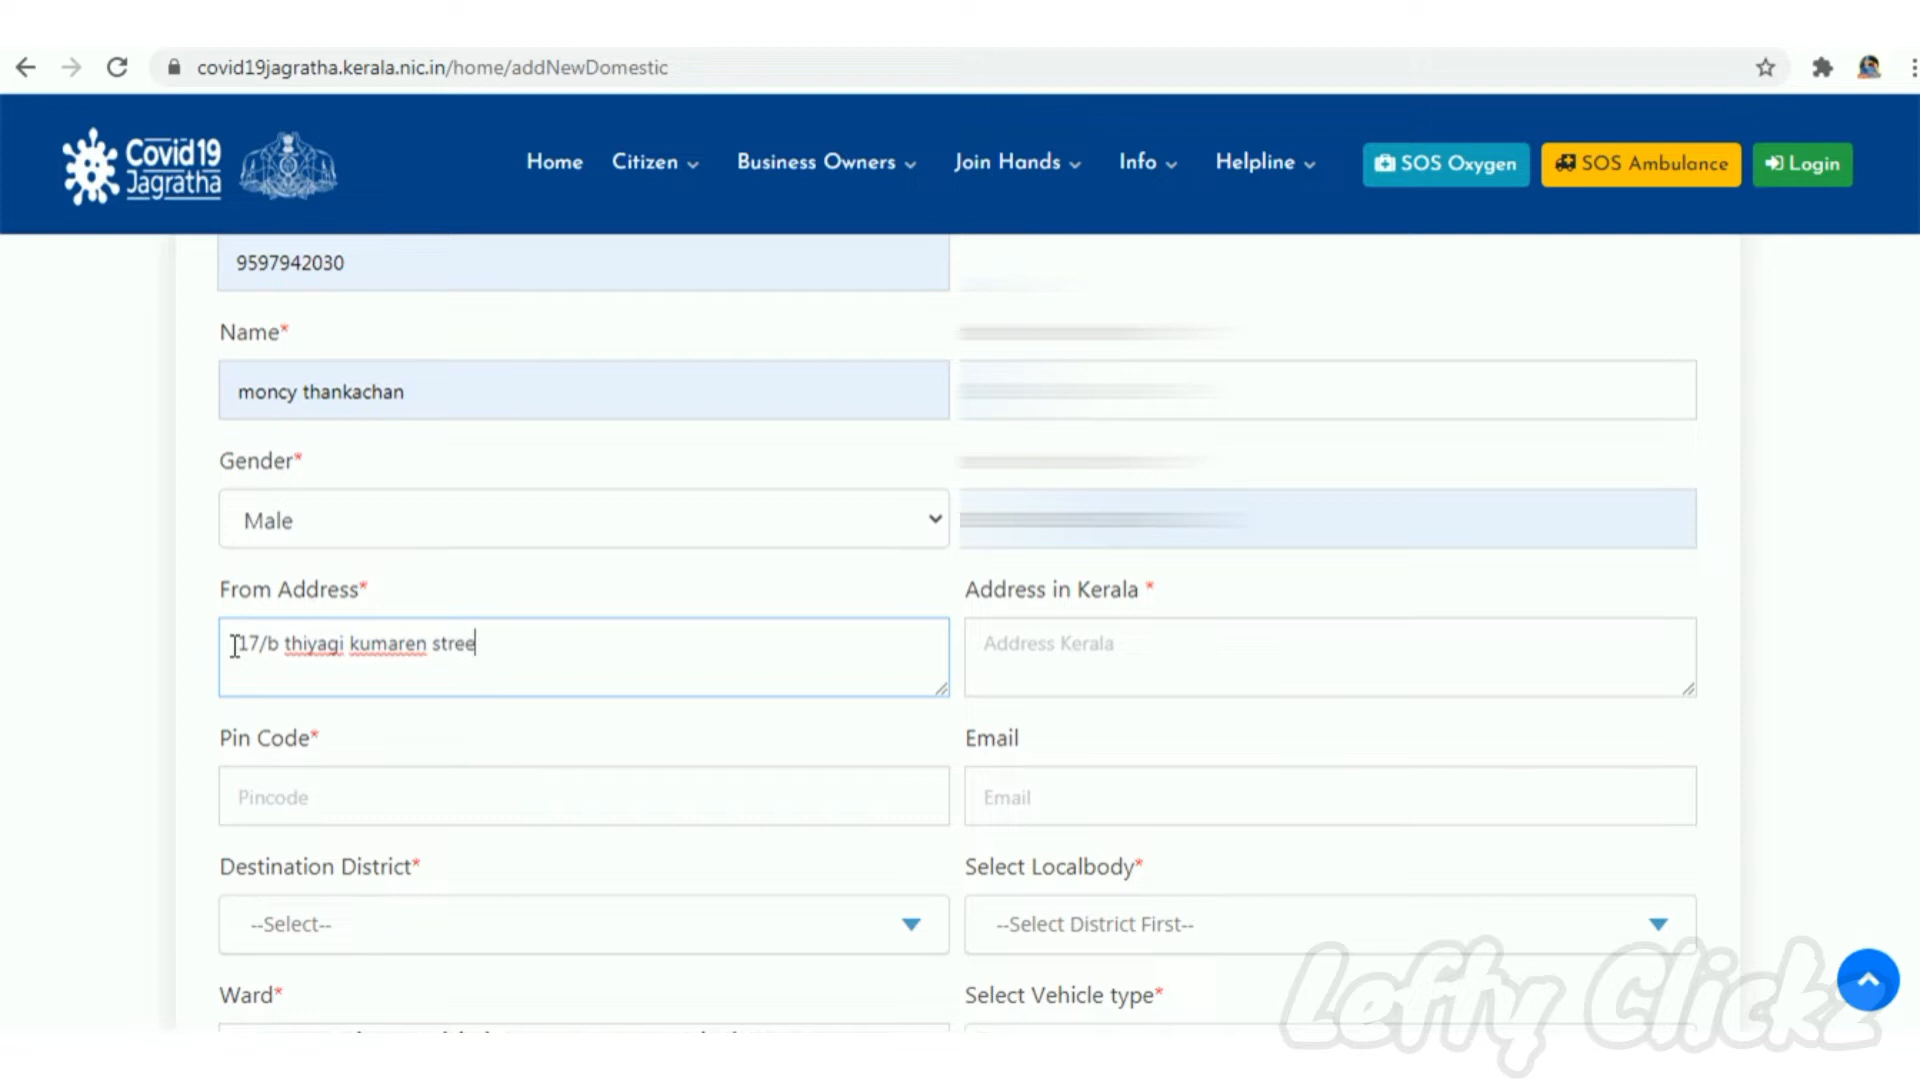 covid19jagratha.kerala.nic.in/home/addNewDomestic
Covid19
Jagratha
Home Citizen Business Owners Join Hands Info Helpline SOS Oxygen SOS Ambulance Login
9597942030
Name*
moncy thankachan
Gender*
Male
From Address* Address in Kerala *
17/b thiyagi kumaren stree Address Kerala
Pin Code* Email
Pincode Email
Destination District* Select Localbody*
--Select-- --Select District First--
Ward* Select Vehicle type*
Lefty Clickz